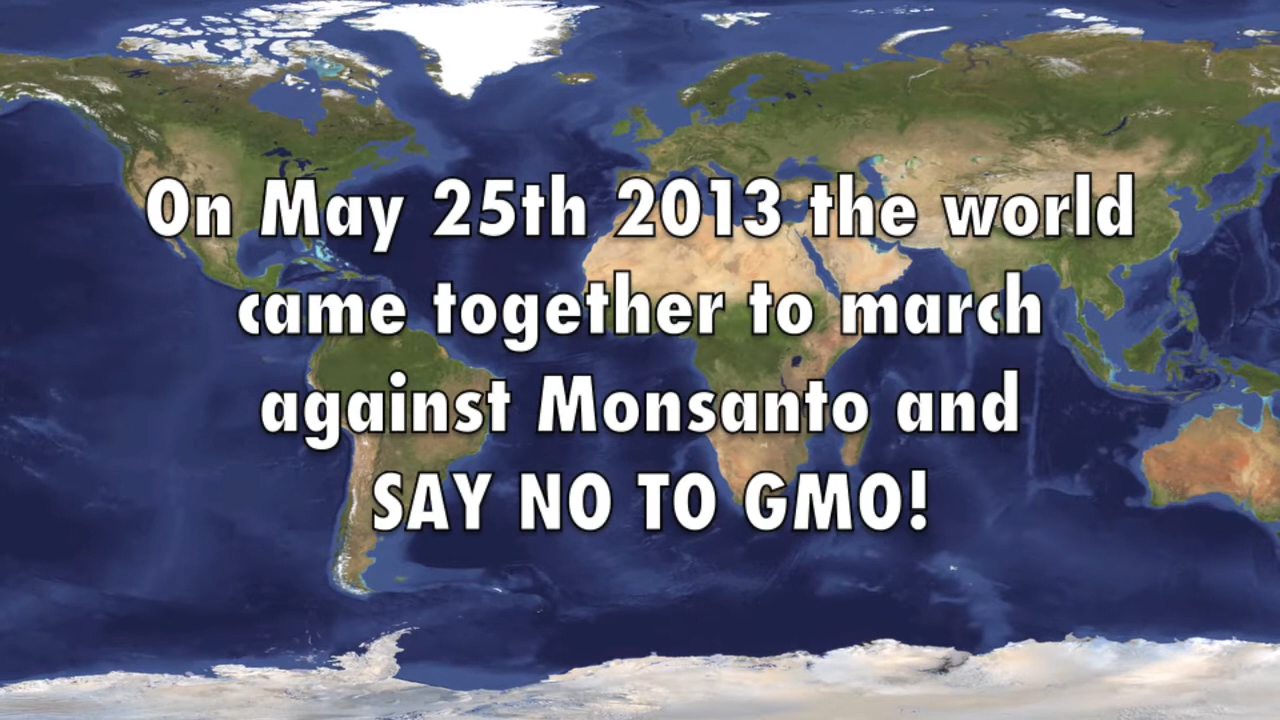 On May 25th 2013 the world
came together to march
against Monsanto and
SAY NO TO GMO!